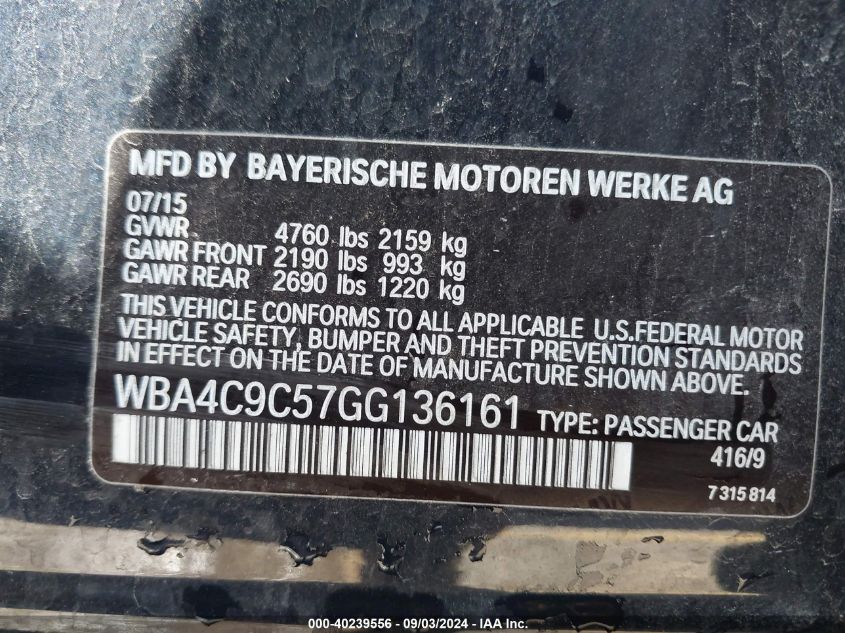 MFD BY BAYERISCHE MOTOREN WERKE AG
07/15
GVWR 4760 lbs 2159 kg
GAWR FRONT 2190 lbs 993 kg
GAWR REAR 2690 lbs 1220 kg
THIS VEHICLE CONFORMS TO ALL APPLICABLE U.S.FEDERAL MOTOR
VEHICLE SAFETY, BUMPER AND THEFT PREVENTION STANDARDS
IN EFFECT ON THE DATE OF MANUFACTURE SHOWN ABOVE.
WBA4C9C57GG136161 TYPE: PASSENGER CAR
416/9
7 315 814
000-40239556 - 09/03/2024 - IAA Inc.